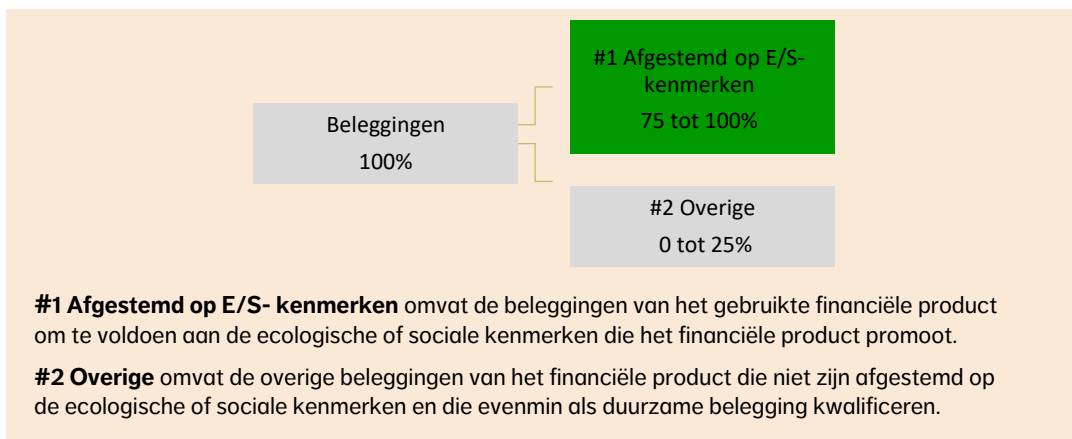 #1 Afgestemd op E/S-
kenmerken
75 tot 100%
Beleggingen
100%
#2 Overige
0 tot 25%
#1 Afgestemd op E/S- kenmerken omvat de beleggingen van het gebruikte financiële product
om te voldoen aan de ecologische of sociale kenmerken die het financiële product promoot.
#2 Overige omvat de overige beleggingen van het financiële product die niet zijn afgestemd op
de ecologische of sociale kenmerken en die evenmin als duurzame belegging kwalificeren.